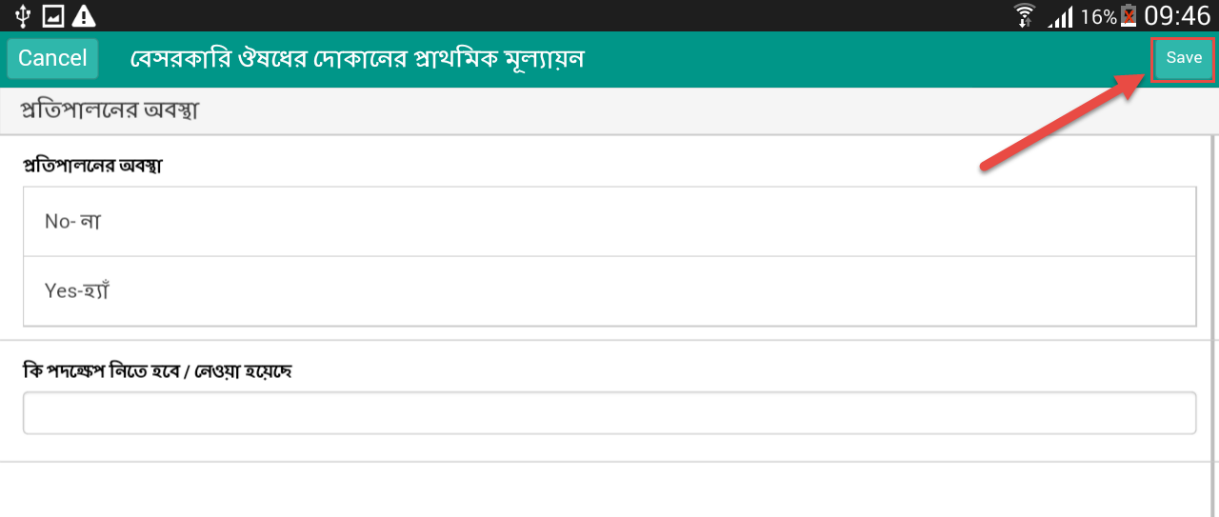 16% 09:46
Cancel বেসরকারি ঔষধের দোকানের প্রাথমিক মূল্যায়ন Save
প্রতিপালনের অবস্থা
প্রতিপালনের অবস্থা
No- না
Yes-হ্যাঁ
কি পদক্ষেপ নিতে হবে / নেওয়া হয়েছে